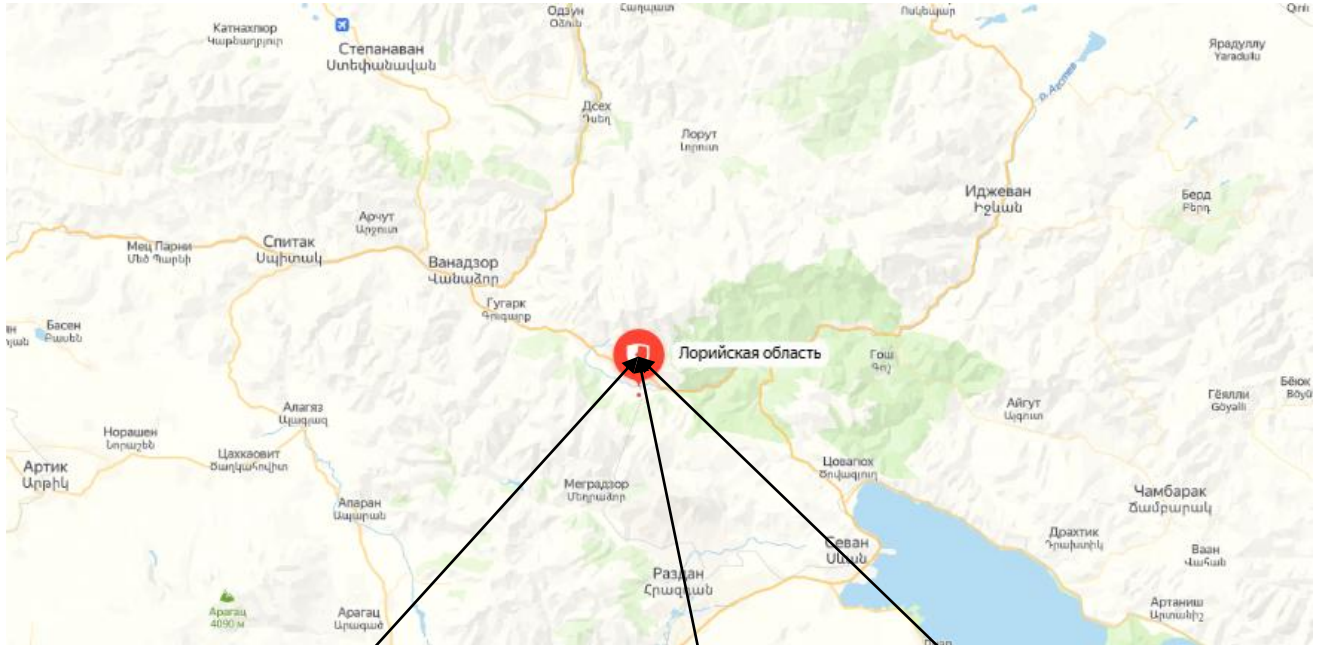 Одзун
Օձուն
Катнахпюр
Կաթնաղբյուր
Степанаван
Ստեփանավան
Ярадуллу
Yaradullu
р. Агстев
Дсех
Դսեղ
Лорут
Լորուտ
Иджеван
Իջևան
Берд
Բերդ
Арчут
Արջուտ
Мец Парни
Մեծ Պարնի
Спитак
Սպիտակ
Ванадзор
Վանաձոր
Гугарк
Գուգարք
Басен
Բասեն
Лорийская область
Гош
Գոշ
Бёюк
Гёялли
Göyəlli
Айгут
Այգուտ
Алагяз
Ալագյազ
Норашен
Նորաշեն
Цахкаовит
Ծաղկահովիտ
Артик
Արթիկ
Цовагюх
Ծովագյուղ
Меградзор
Մեղրաձոր
Чамбарак
Ճամբարակ
Апаран
Ապարան
Драхтик
Դրախտիկ
Севан
Ваан
Վահան
Раздан
Հրազդան
Арагац
4090 м
Арагац
Արագած
Артаниш
Արտանիշ